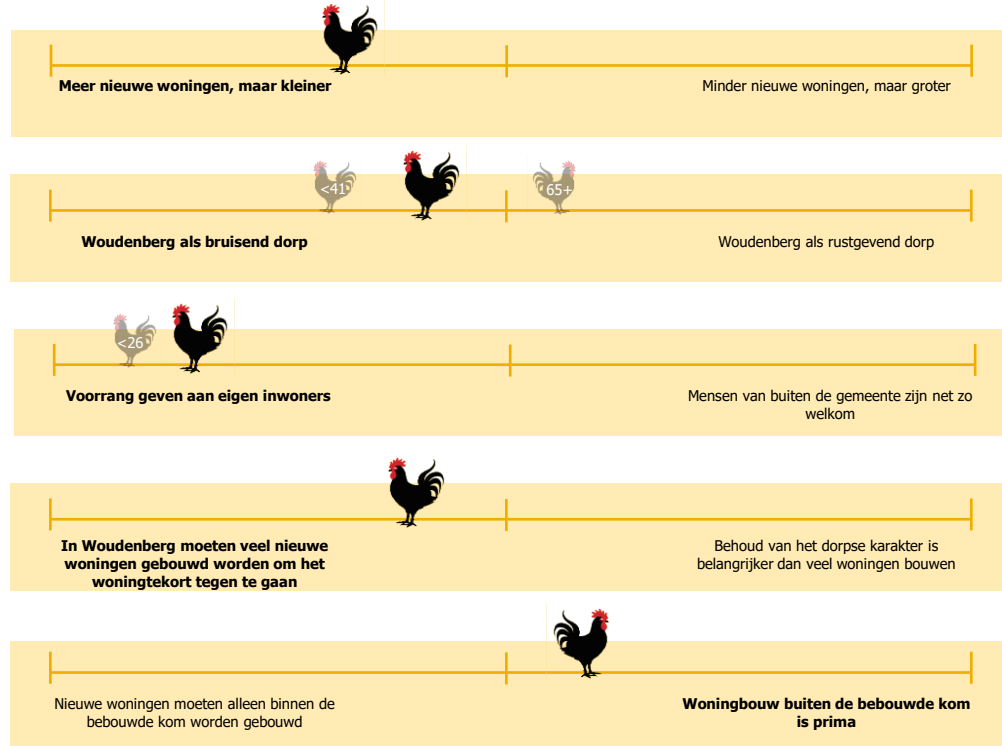 Meer nieuwe woningen, maar kleiner
Minder nieuwe woningen, maar groter
<41
65+
Woudenberg als bruisend dorp
Woudenberg als rustgevend dorp
<26
Voorrang geven aan eigen inwoners
Mensen van buiten de gemeente zijn net zo
welkom
In Woudenberg moeten veel nieuwe
woningen gebouwd worden om het
woningtekort tegen te gaan
Behoud van het dorpse karakter is
belangrijker dan veel woningen bouwen
Nieuwe woningen moeten alleen binnen de
bebouwde kom worden gebouwd
Woningbouw buiten de bebouwde kom
is prima